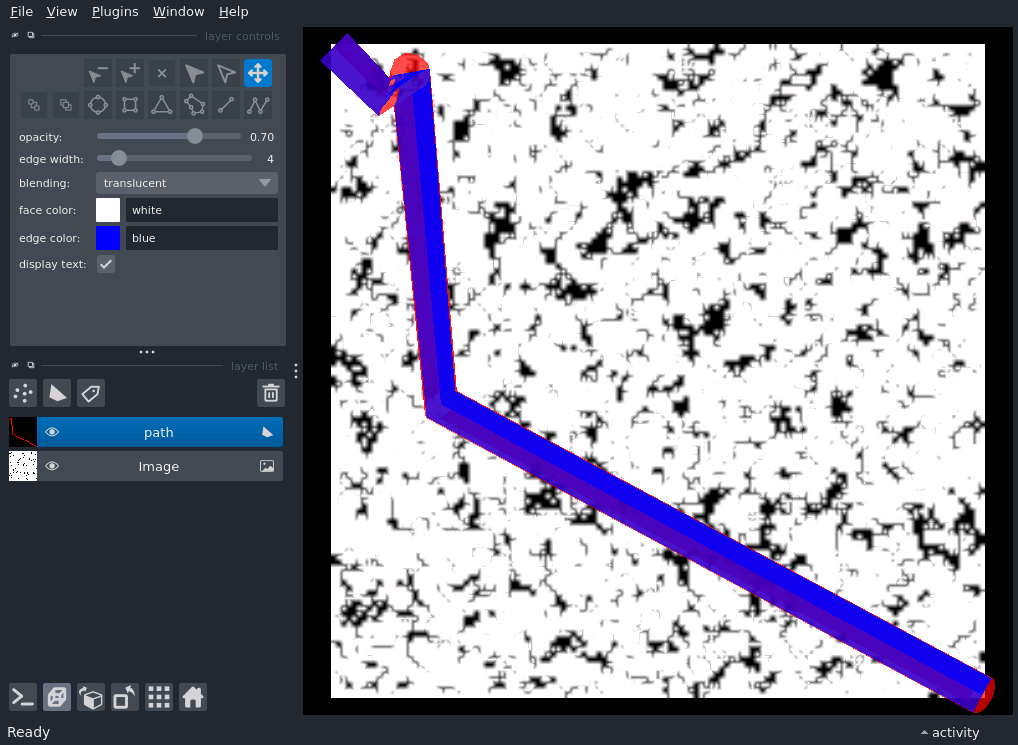 File View Plugins Window Help
layer controls
opacity: 0.70
edge width: 4
blending: translucent
face color: white
edge color: blue
display text:
layer list
path
Image
Ready
activity